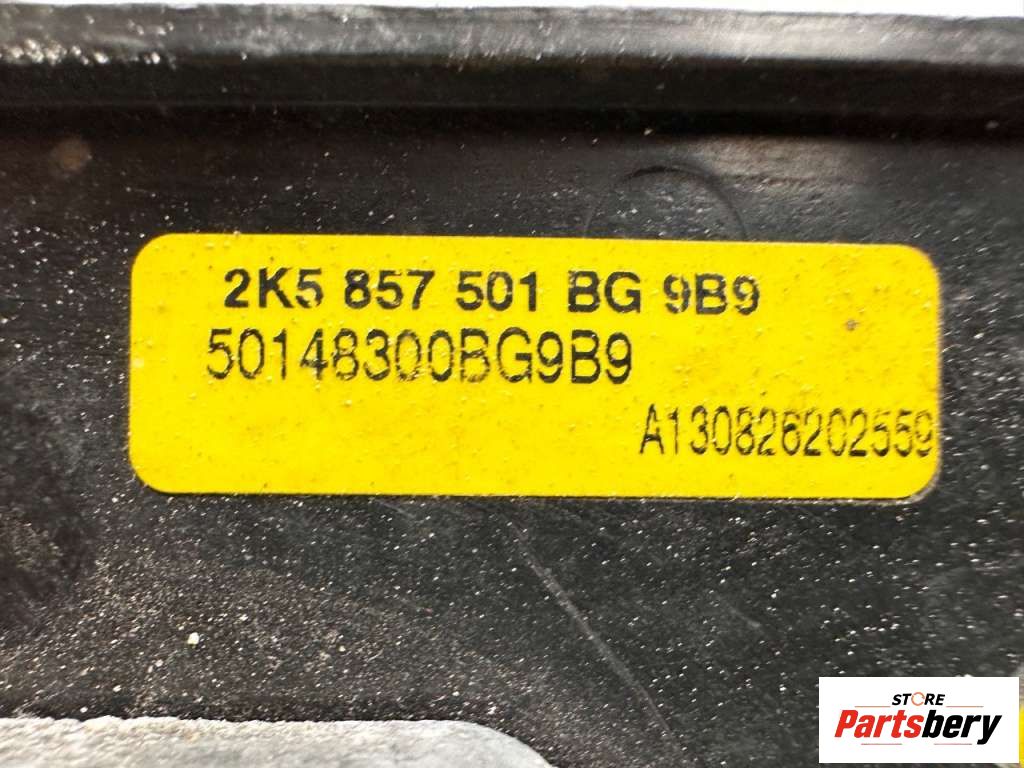 2K5 857 501 BG 9B9
50148300BG9B9
A130826202559
STORE
Partsbery